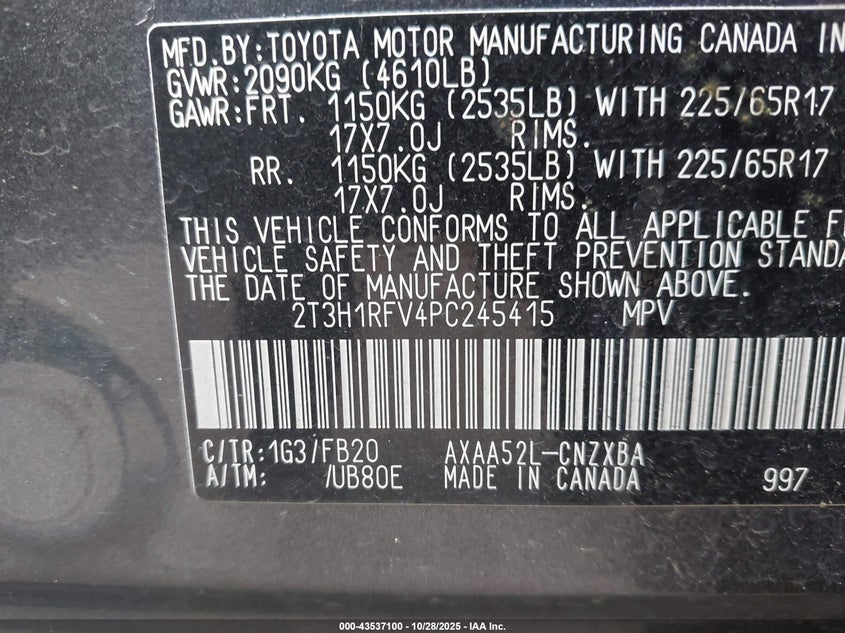 MFD.BY:TOYOTA MOTOR MANUFACTURING CANADA IN
GVWR:2090KG (4610LB)
GAWR:FRT. 1150KG (2535LB) WITH 225/65R17
17X7.0J RIMS.
RR. 1150KG (2535LB) WITH 225/65R17
17X7.0J RIMS.
THIS VEHICLE CONFORMS TO ALL APPLICABLE F
VEHICLE SAFETY AND THEFT PREVENTION STANDA
THE DATE OF MANUFACTURE SHOWN ABOVE.
2T3H1RFV4PC245415 MPV
C/TR:1G3/FB20 AXAA52L-CNZXBA
A/TM: /UB80E MADE IN CANADA 997
000-43537100 - 10/28/2025 - IAA Inc.